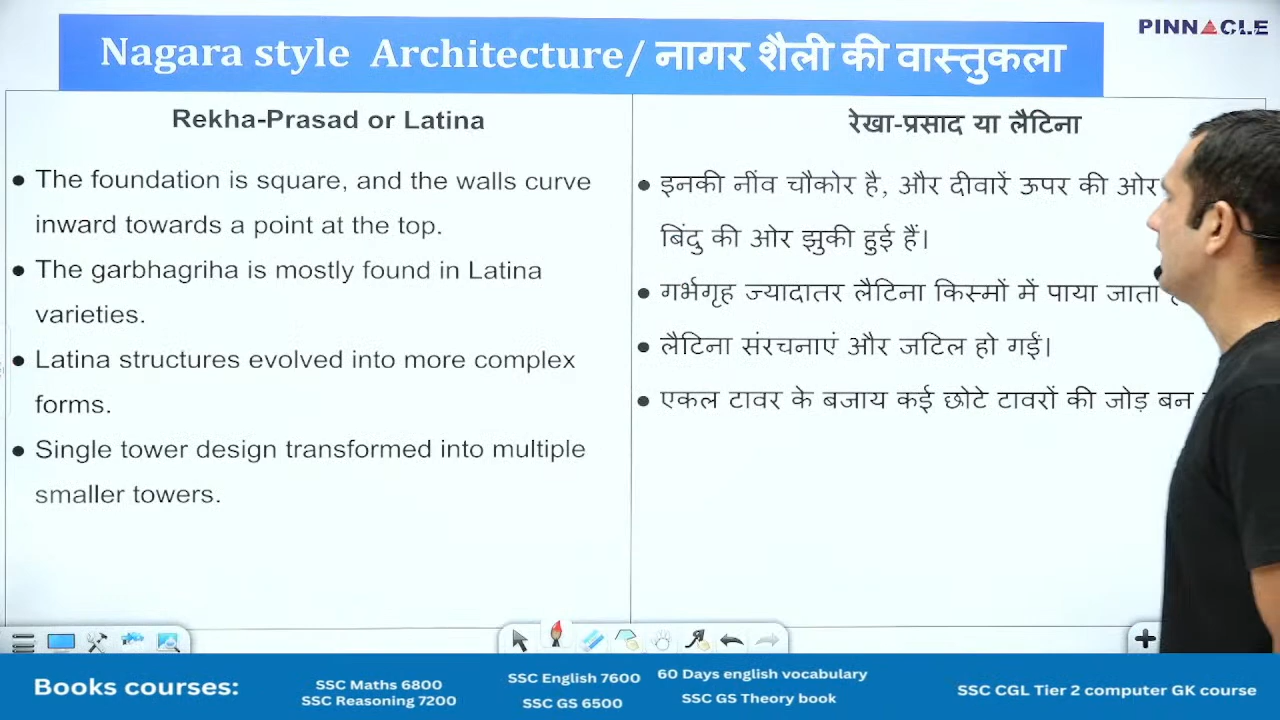 PINNACLE
Nagara style Architecture/ नागर शैली की वास्तुकला
Rekha-Prasad or Latina
● The foundation is square, and the walls curve
inward towards a point at the top.
● The garbhagriha is mostly found in Latina
varieties.
● Latina structures evolved into more complex
forms.
● Single tower design transformed into multiple
smaller towers.
रेखा-प्रसाद या लैटिना
● इनकी नींव चौकोर है, और दीवारें ऊपर की ओर
बिंदु की ओर झुकी हुई हैं।
● गर्भगृह ज्यादातर लैटिना किस्मों में पाया जाता
● लैटिना संरचनाएं और जटिल हो गईं।
● एकल टावर के बजाय कई छोटे टावरों की जोड़ बन
Books courses:
SSC Maths 6800
SSC Reasoning 7200
SSC English 7600
SSC GS 6500
60 Days english vocabulary
SSC GS Theory book
SSC CGL Tier 2 computer GK course